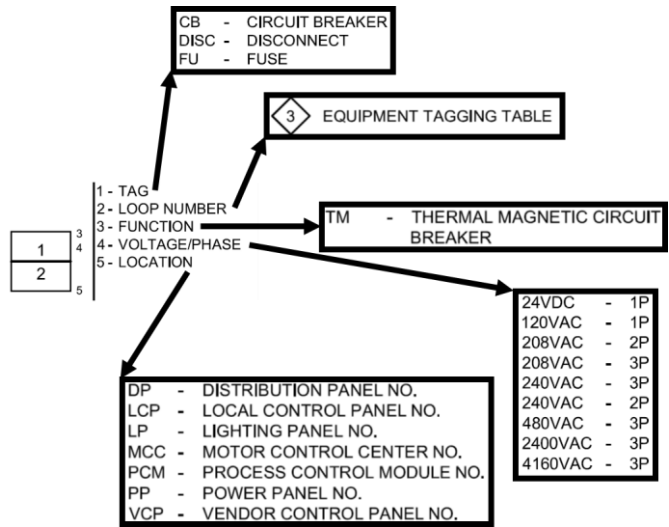 CB - CIRCUIT BREAKER
DISC - DISCONNECT
FU - FUSE
3 EQUIPMENT TAGGING TABLE
1 - TAG
2 - LOOP NUMBER
3 - FUNCTION
4 - VOLTAGE/PHASE
5 - LOCATION
1
2
3
4
5
TM - THERMAL MAGNETIC CIRCUIT
BREAKER
24VDC - 1P
120VAC - 1P
208VAC - 2P
208VAC - 3P
240VAC - 3P
240VAC - 2P
480VAC - 3P
2400VAC - 3P
4160VAC - 3P
DP - DISTRIBUTION PANEL NO.
LCP - LOCAL CONTROL PANEL NO.
LP - LIGHTING PANEL NO.
MCC - MOTOR CONTROL CENTER NO.
PCM - PROCESS CONTROL MODULE NO.
PP - POWER PANEL NO.
VCP - VENDOR CONTROL PANEL NO.